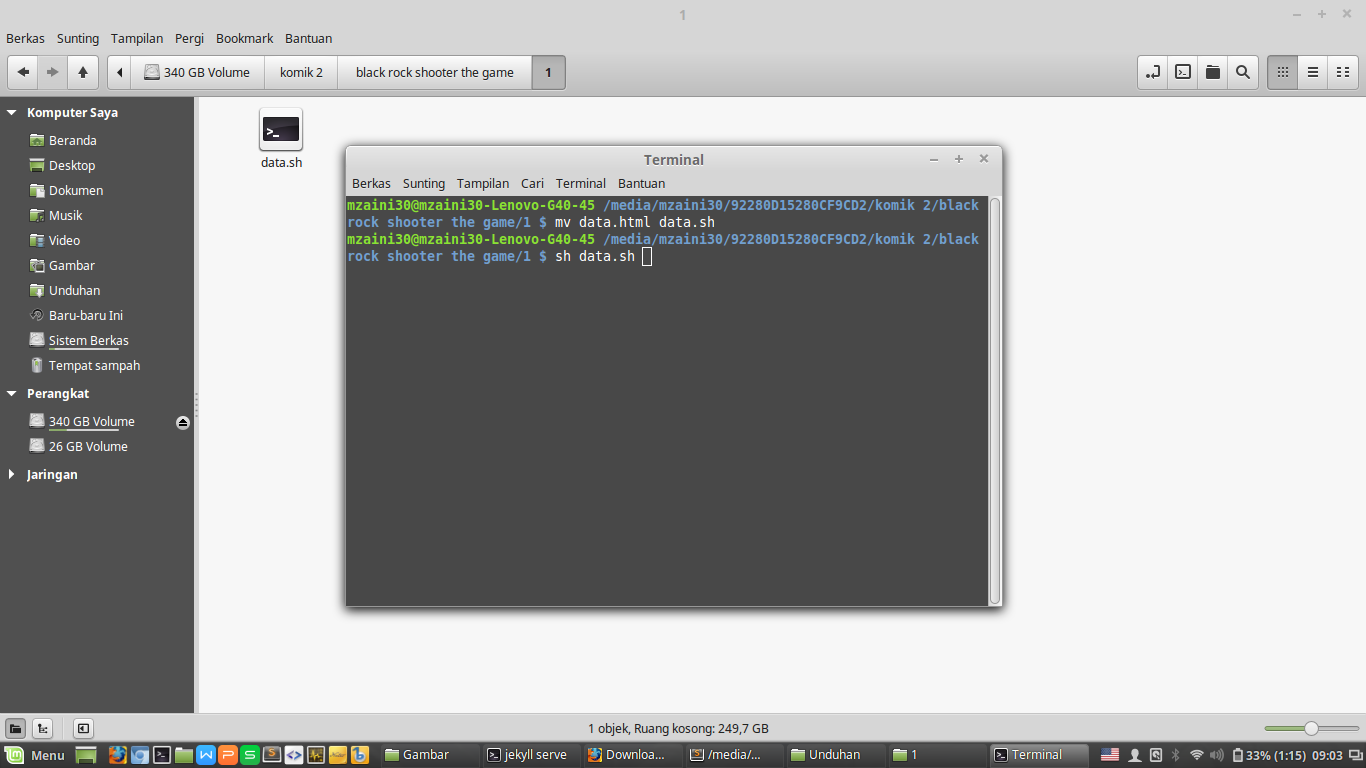 1
Berkas Sunting Tampilan Pergi Bookmark Bantuan
340 GB Volume komik 2 black rock shooter the game 1
Komputer Saya
Beranda
Desktop
Dokumen
Musik
Video
Gambar
Unduhan
Baru-baru Ini
Sistem Berkas
Tempat sampah
Perangkat
340 GB Volume
26 GB Volume
Jaringan
data.sh
Terminal
Berkas Sunting Tampilan Cari Terminal Bantuan
mzaini30@mzaini30-Lenovo-G40-45 /media/mzaini30/92280D15280CF9CD2/komik 2/black
rock shooter the game/1 $ mv data.html data.sh
mzaini30@mzaini30-Lenovo-G40-45 /media/mzaini30/92280D15280CF9CD2/komik 2/black
rock shooter the game/1 $ sh data.sh
1 objek, Ruang kosong: 249,7 GB
Menu Gambar jekyll serve Downloa... /media/... Unduhan 1 Terminal 33% (1:15) 09:03